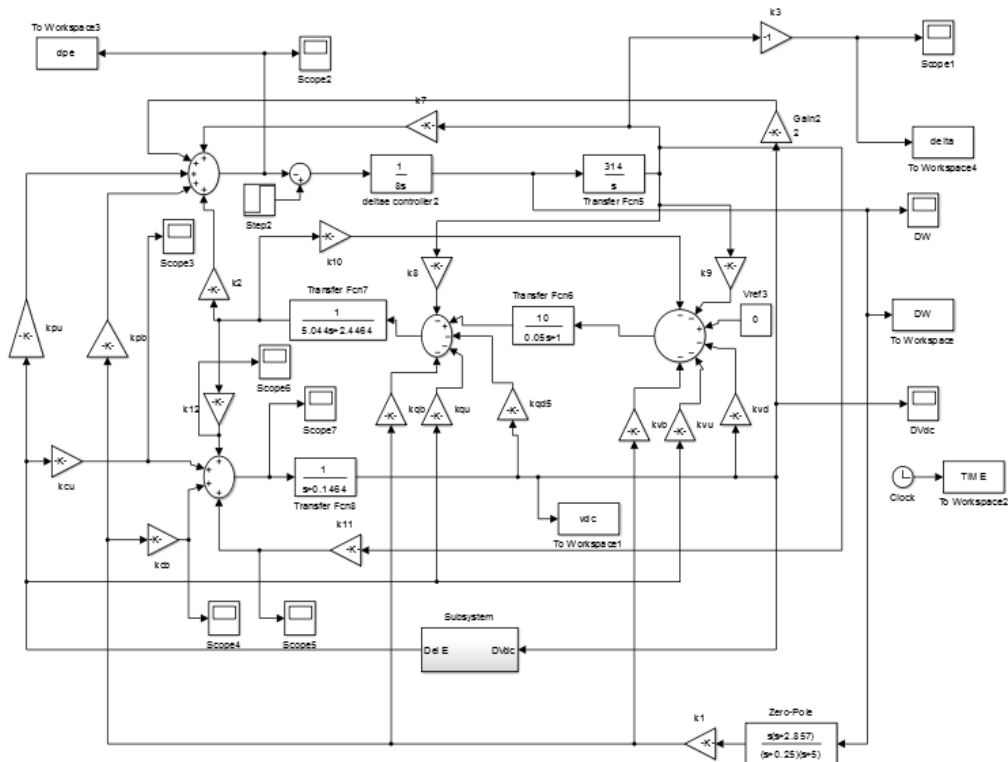 k3
To Workspace3
dpe
Scope2
-1
Scope1
k7
-K-
Gain2
2
-K-
delta
To Workspace4
+
+
+
+
+
−
+
1
8s
deltae controller2
314
s
Transfer Fcn5
Step2
DW
Scope3
-K-
k2
-K-
k10
k8
-K-
k9
-K-
Vref3
0
Transfer Fcn7
1
5.044s+2.4464
Transfer Fcn6
10
0.05s+1
DW
To Workspace
kpu
-K-
kpb
-K-
Scope6
k12
-K-
Scope7
kqb
-K-
kqu
-K-
kqd5
-K-
kvb
-K-
kvu
-K-
kvd
-K-
DVdc
-K-
kcu
+
+
+
+
1
s+0.1464
Transfer Fcn8
Clock
TIME
To Workspace2
vdc
To Workspace1
k11
-K-
-K-
Scope4
Scope5
Subsystem
Del E
DVdc
k1
-K-
Zero-Pole
s(s+2.857)
(s+0.25)(s+5)